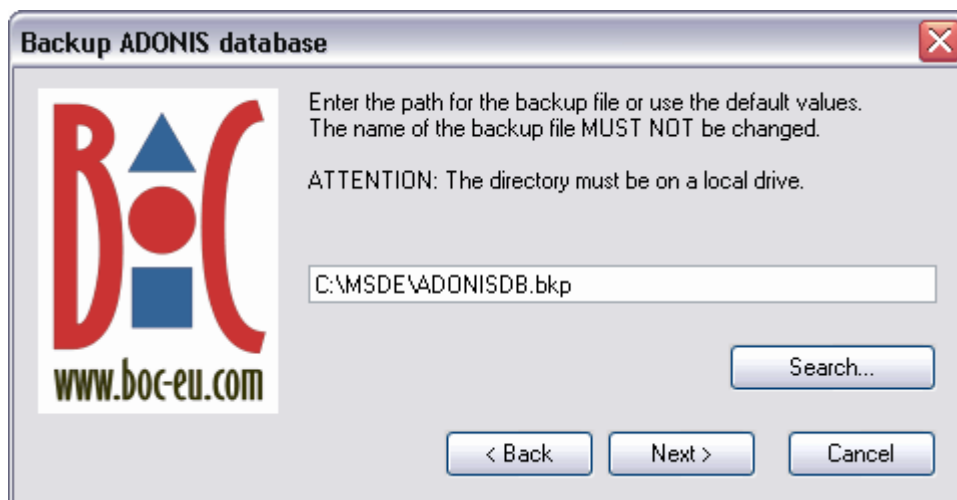 Backup ADONIS database
BOC
www.boc-eu.com
Enter the path for the backup file or use the default values.
The name of the backup file MUST NOT be changed.
ATTENTION: The directory must be on a local drive.
C:\MSDE\ADONISDB.bkp
Search...
< Back
Next >
Cancel